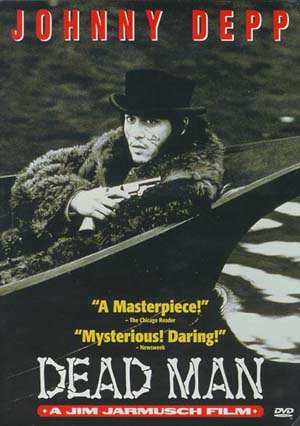 JOHNNY DEPP
“A Masterpiece!”
– The Chicago Reader
“Mysterious! Daring!”
– Newsweek
DEAD MAN
• A JIM JARMUSCH FILM •
DVD